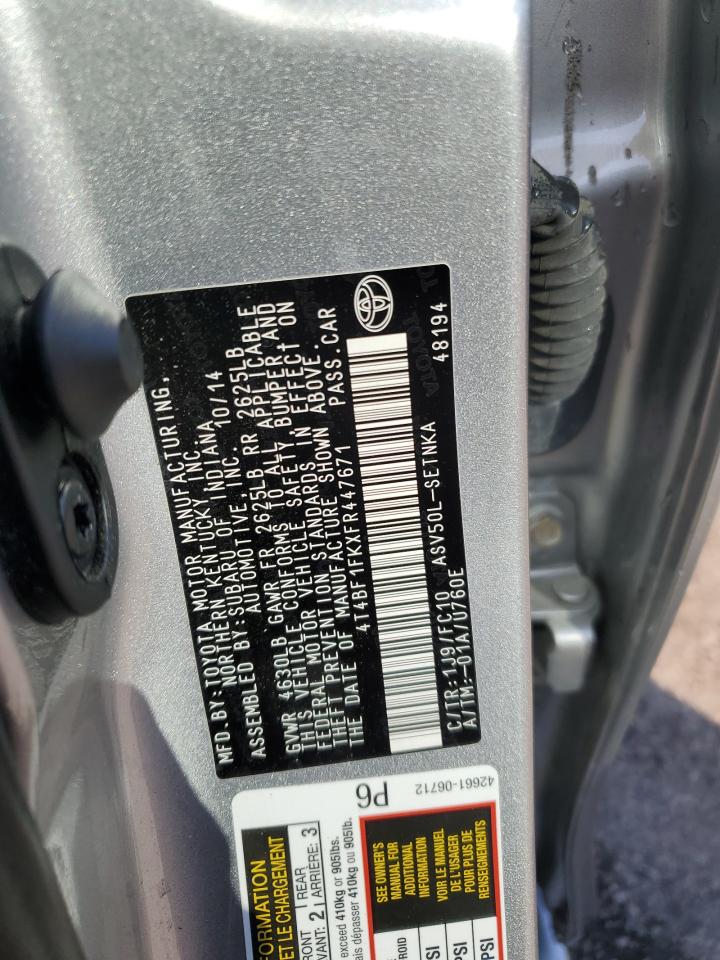 MFD. BY: TOYOTA MOTOR MANUFACTURING,
NORTHERN KENTUCKY INC.
ASSEMBLED BY: SUBARU OF INDIANA 10/14
AUTOMOTIVE, INC.
GVWR 4630LB GAWR FR 2625LB RR 2625LB
THIS VEHICLE CONFORMS TO ALL APPLICABLE
FEDERAL MOTOR VEHICLE SAFETY, BUMPER AND
THEFT PREVENTION STANDARDS IN EFFECT ON
THE DATE OF MANUFACTURE SHOWN ABOVE.
4T4BF1FKXFR447671 PASS.CAR
C/TR:1J9/FC10 ASV50L-SETNKA
A/TM:-01A/U760E 48194
TOYOTA
42661-06712
P6
FORMATION
ET LE CHARGEMENT
RONT
AVANT: 2
REAR
ARRIÈRE: 3
exceed 410kg or 905lbs.
ais dépasser 410kg ou 905lb.
SEE OWNER'S
MANUAL FOR
ADDITIONAL
INFORMATION
VOIR LE MANUEL
DE L'USAGER
POUR PLUS DE
RENSEIGNEMENTS
ROID
SI
PSI
PSI